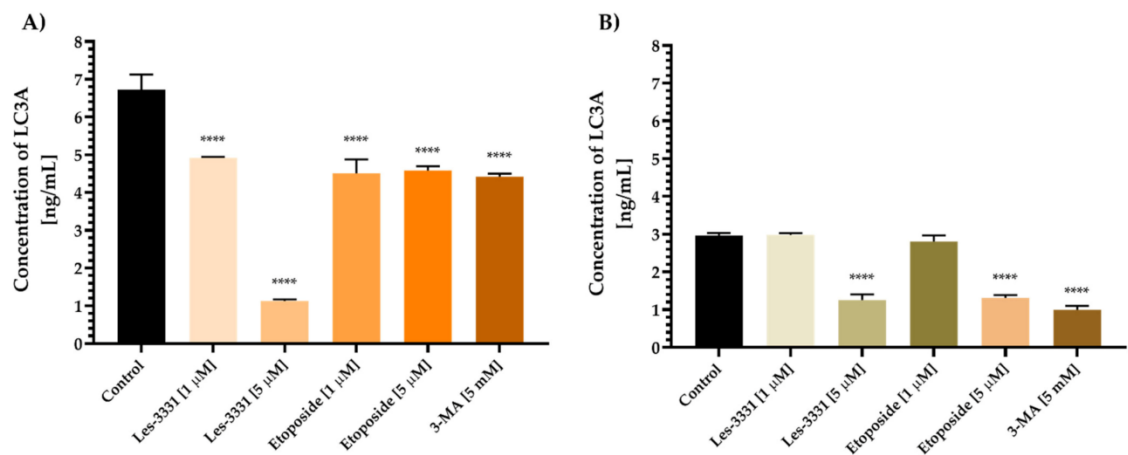 A)
Concentration of LC3A
[ng/mL]
8
7
6
5
4
3
2
1
0
****
****
****
****
****
Control
Les-3331 [1 µM]
Les-3331 [5 µM]
Etoposide [1 µM]
Etoposide [5 µM]
3-MA [5 mM]
B)
Concentration of LC3A
[ng/mL]
8
7
6
5
4
3
2
1
0
****
****
****
Control
Les-3331 [1 µM]
Les-3331 [5 µM]
Etoposide [1 µM]
Etoposide [5 µM]
3-MA [5 mM]